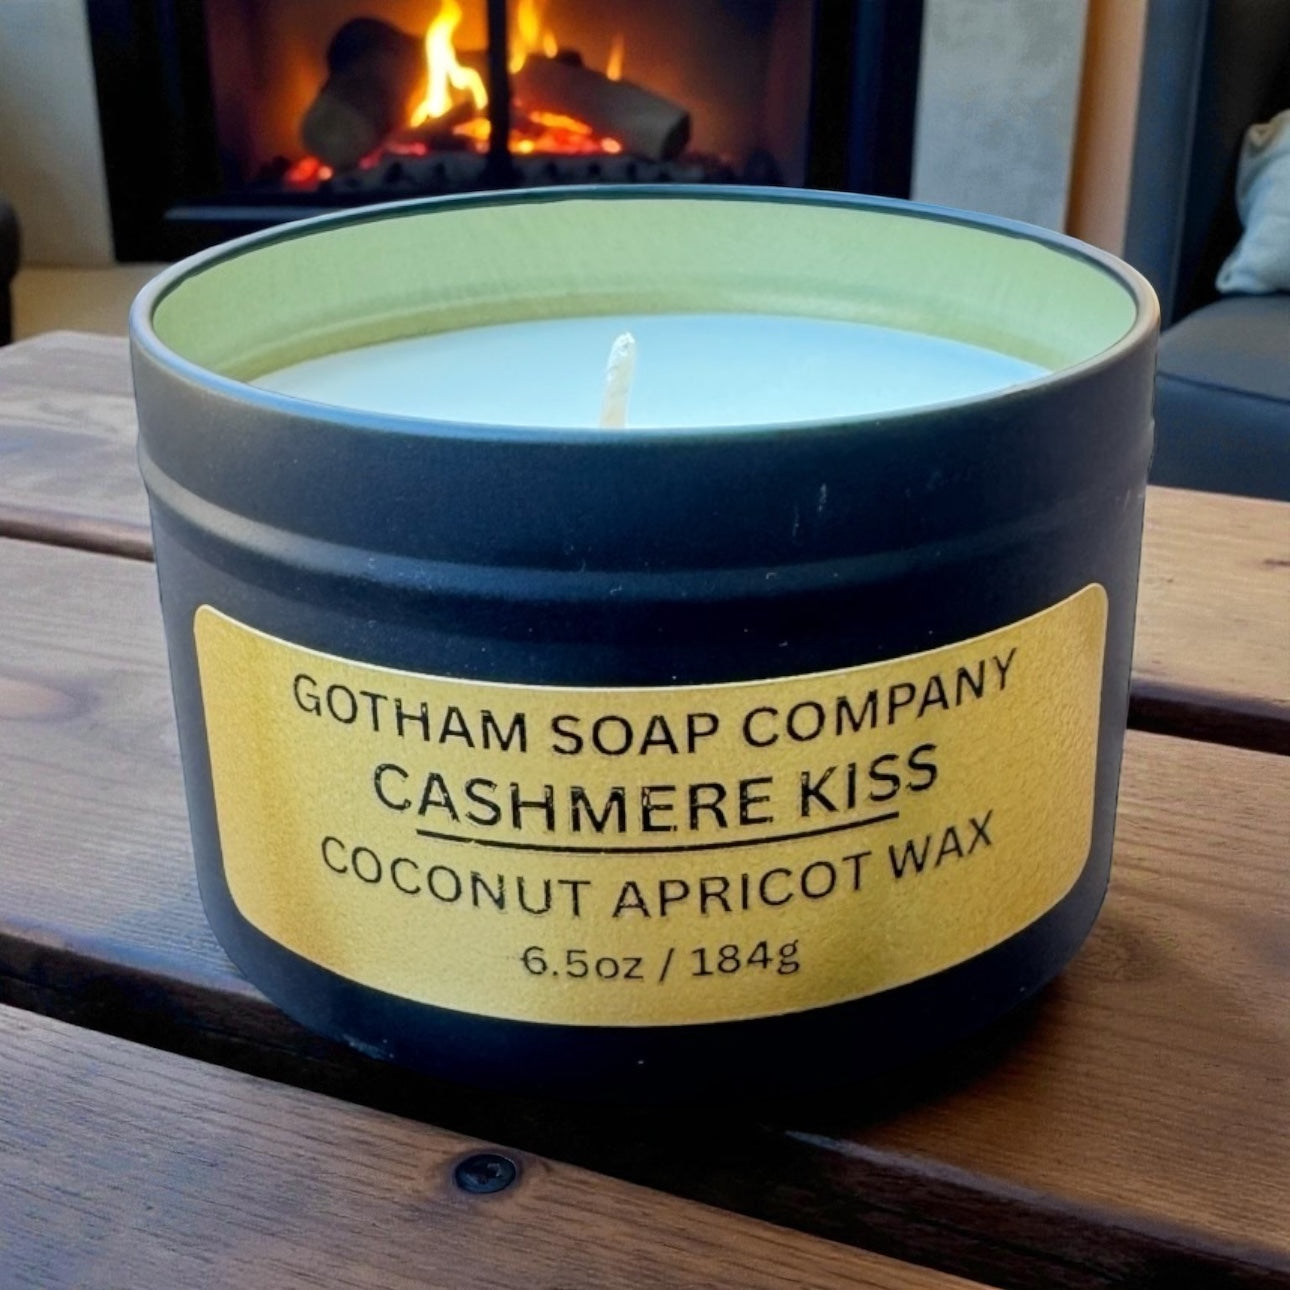 GOTHAM SOAP COMPANY
CASHMERE KISS
COCONUT APRICOT WAX
6.5oz / 184g